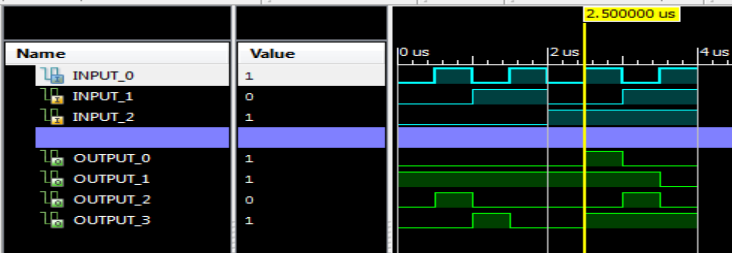 2.500000 us
Name Value 0 us 2 us 4 us
INPUT_0 1
INPUT_1 0
INPUT_2 1
OUTPUT_0 1
OUTPUT_1 1
OUTPUT_2 0
OUTPUT_3 1